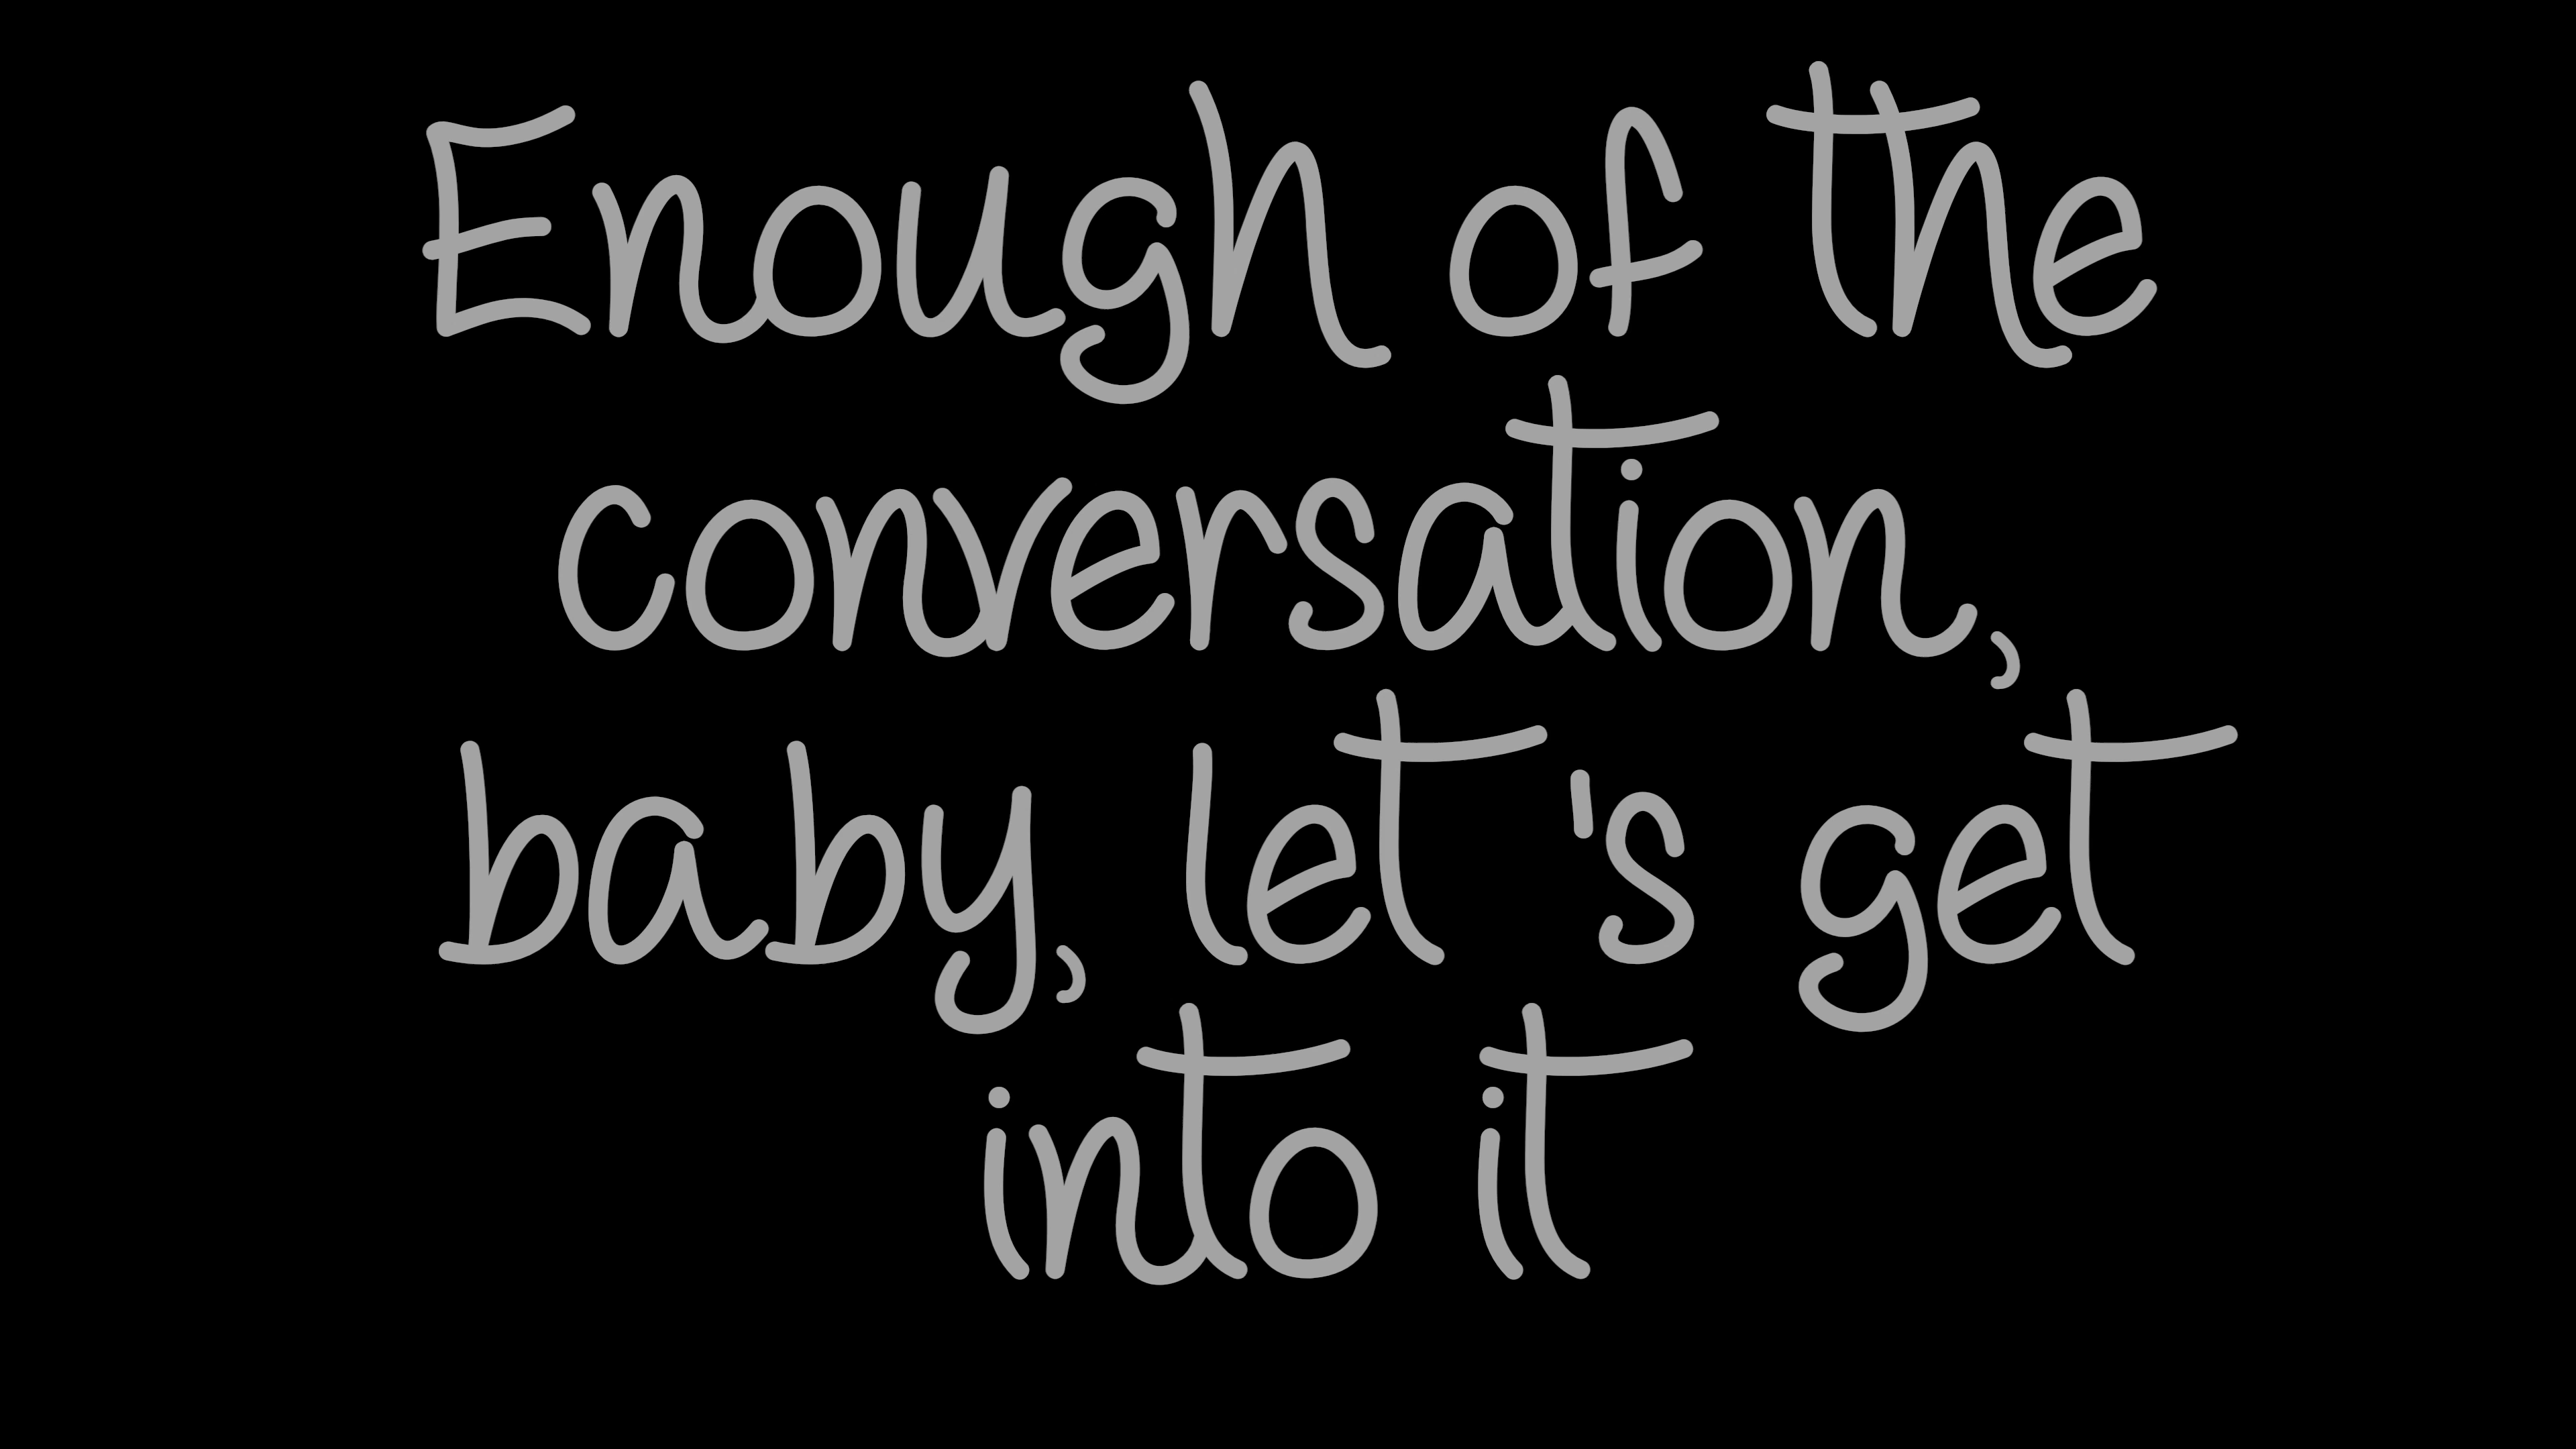 Enough of the
conversation,
baby, let's get
into it